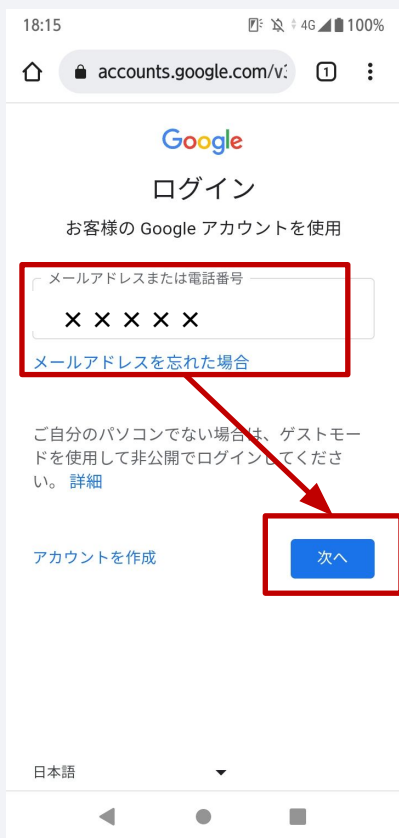 18:15 4G 100%
accounts.google.com/v3 1
Google
ログイン
お客様の Google アカウントを使用
メールアドレスまたは電話番号
×××××
メールアドレスを忘れた場合
ご自分のパソコンでない場合は、ゲストモー
ドを使用して非公開でログインしてくださ
い。 詳細
アカウントを作成 次へ
日本語